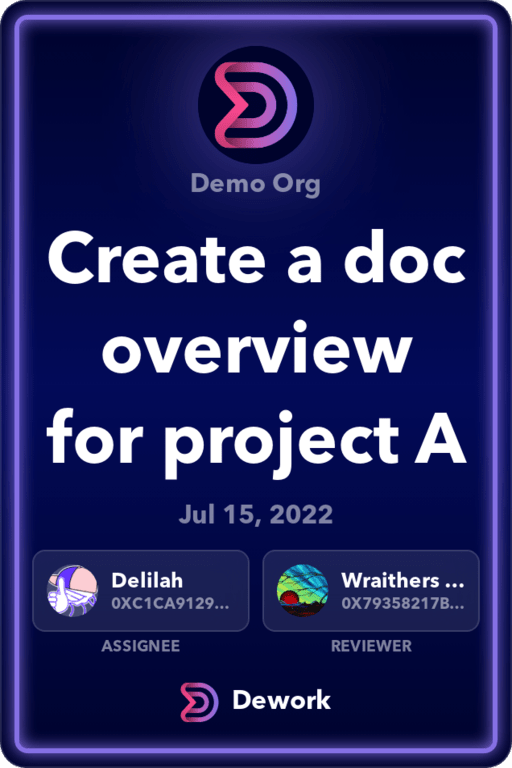 Demo Org
Create a doc
overview
for project A
Jul 15, 2022
Delilah
0XC1CA9129...
ASSIGNEE
Wraithers ...
0X79358217B...
REVIEWER
Dework